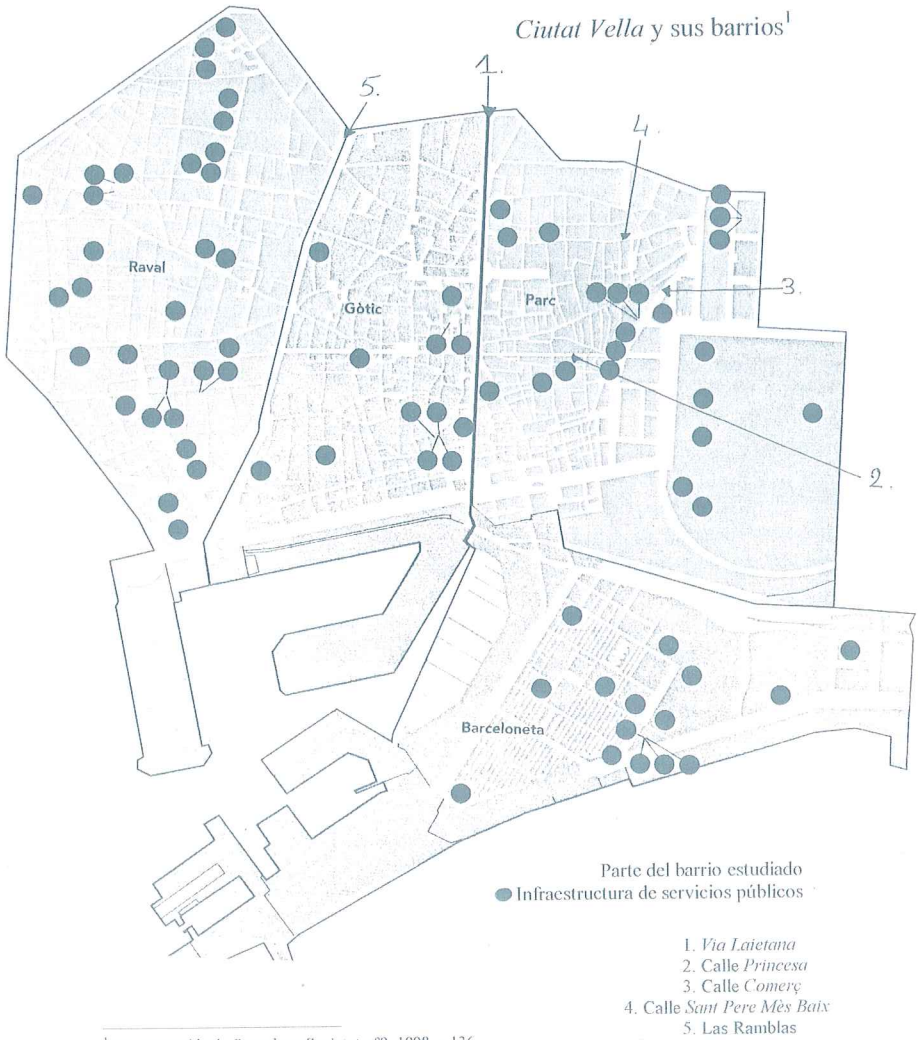 Ciutat Vella y sus barrios¹
1.
5.
4.
Raval
Gòtic
Parc
3.
2.
Barceloneta
Parte del barrio estudiado
Infraestructura de servicios públicos
1. Via Laietana
2. Calle Princesa
3. Calle Comerç
4. Calle Sant Pere Mès Baix
5. Las Ramblas